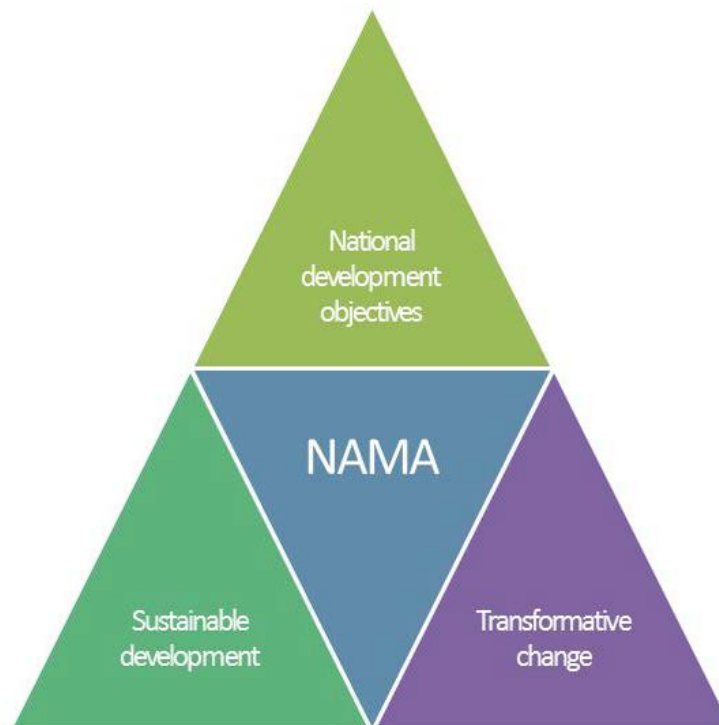 National
development
objectives
NAMA
Sustainable
development
Transformative
change